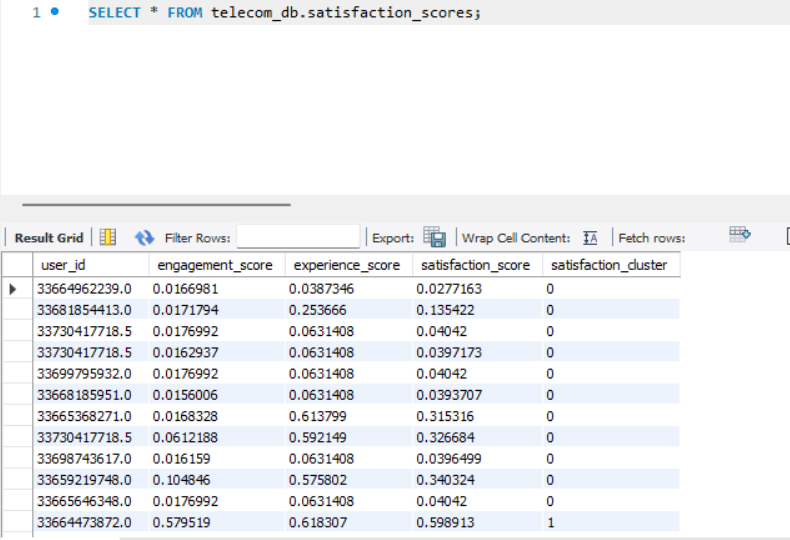 1 SELECT * FROM telecom_db.satisfaction_scores;
Result Grid Filter Rows: Export: Wrap Cell Content: Fetch rows:
user_id engagement_score experience_score satisfaction_score satisfaction_cluster
33664962239.0 0.0166981 0.0387346 0.0277163 0
33681854413.0 0.0171794 0.253666 0.135422 0
33730417718.5 0.0176992 0.0631408 0.04042 0
33730417718.5 0.0162937 0.0631408 0.0397173 0
33699795932.0 0.0176992 0.0631408 0.04042 0
33668185951.0 0.0156006 0.0631408 0.0393707 0
33665368271.0 0.0168328 0.613799 0.315316 0
33730417718.5 0.0612188 0.592149 0.326684 0
33698743617.0 0.016159 0.0631408 0.0396499 0
33659219748.0 0.104846 0.575802 0.340324 0
33665646348.0 0.0176992 0.0631408 0.04042 0
33664473872.0 0.579519 0.618307 0.598913 1